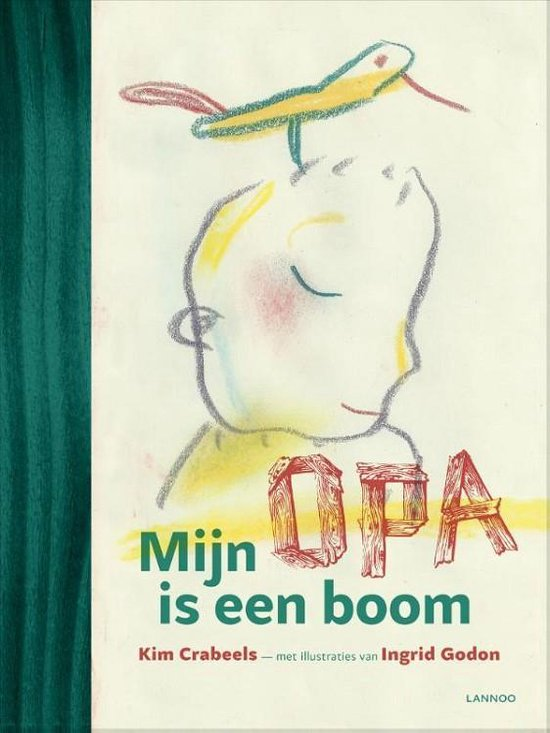 Mijn OPA
is een boom
Kim Crabeels — met illustraties van Ingrid Godon
LANNOO